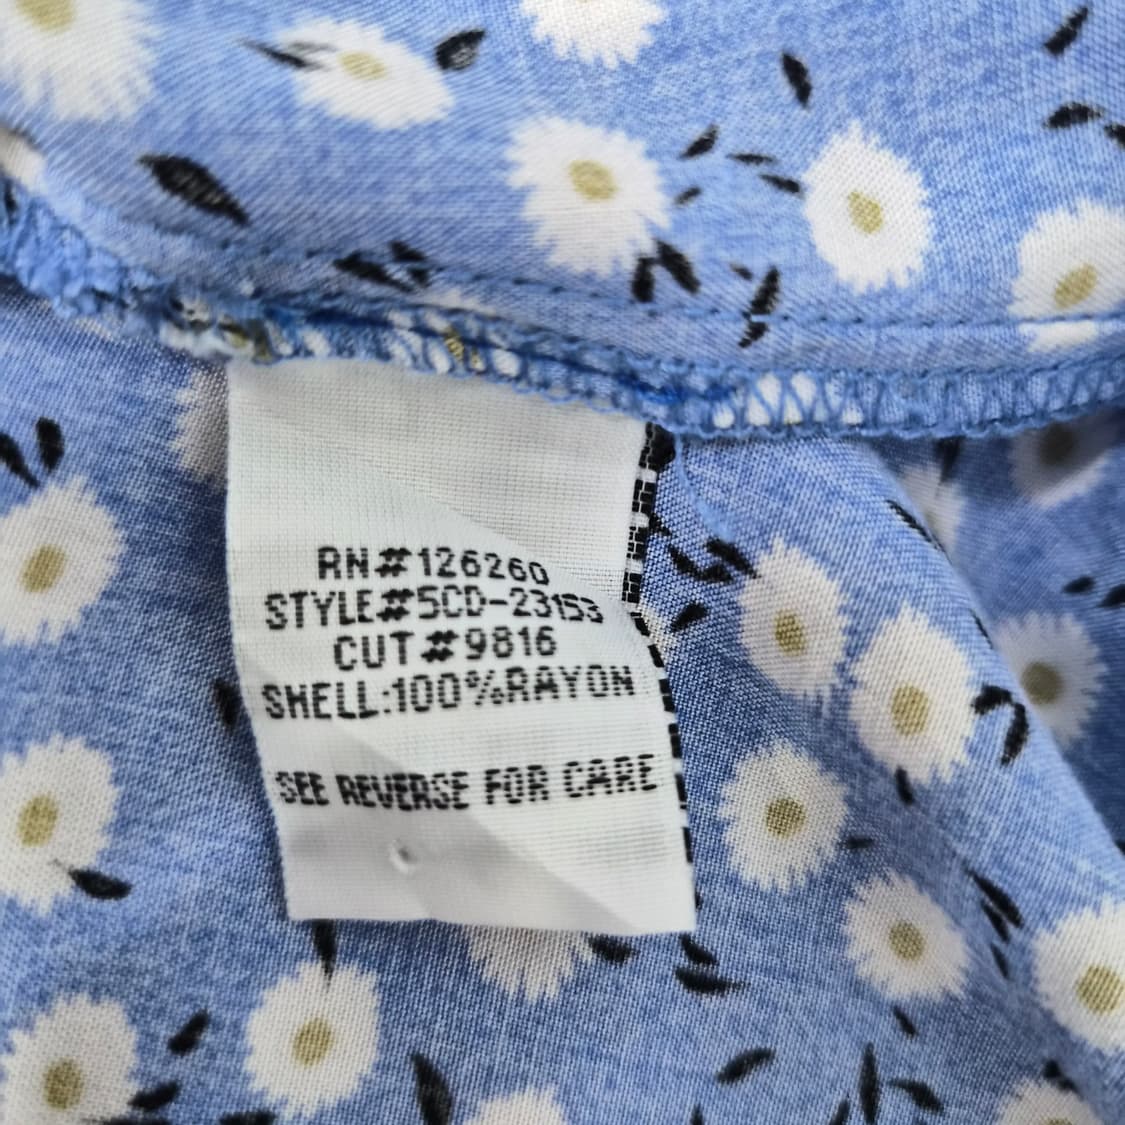 RN#126260
STYLE#5CD-23153
CUT#9816
SHELL:100%RAYON
SEE REVERSE FOR CARE